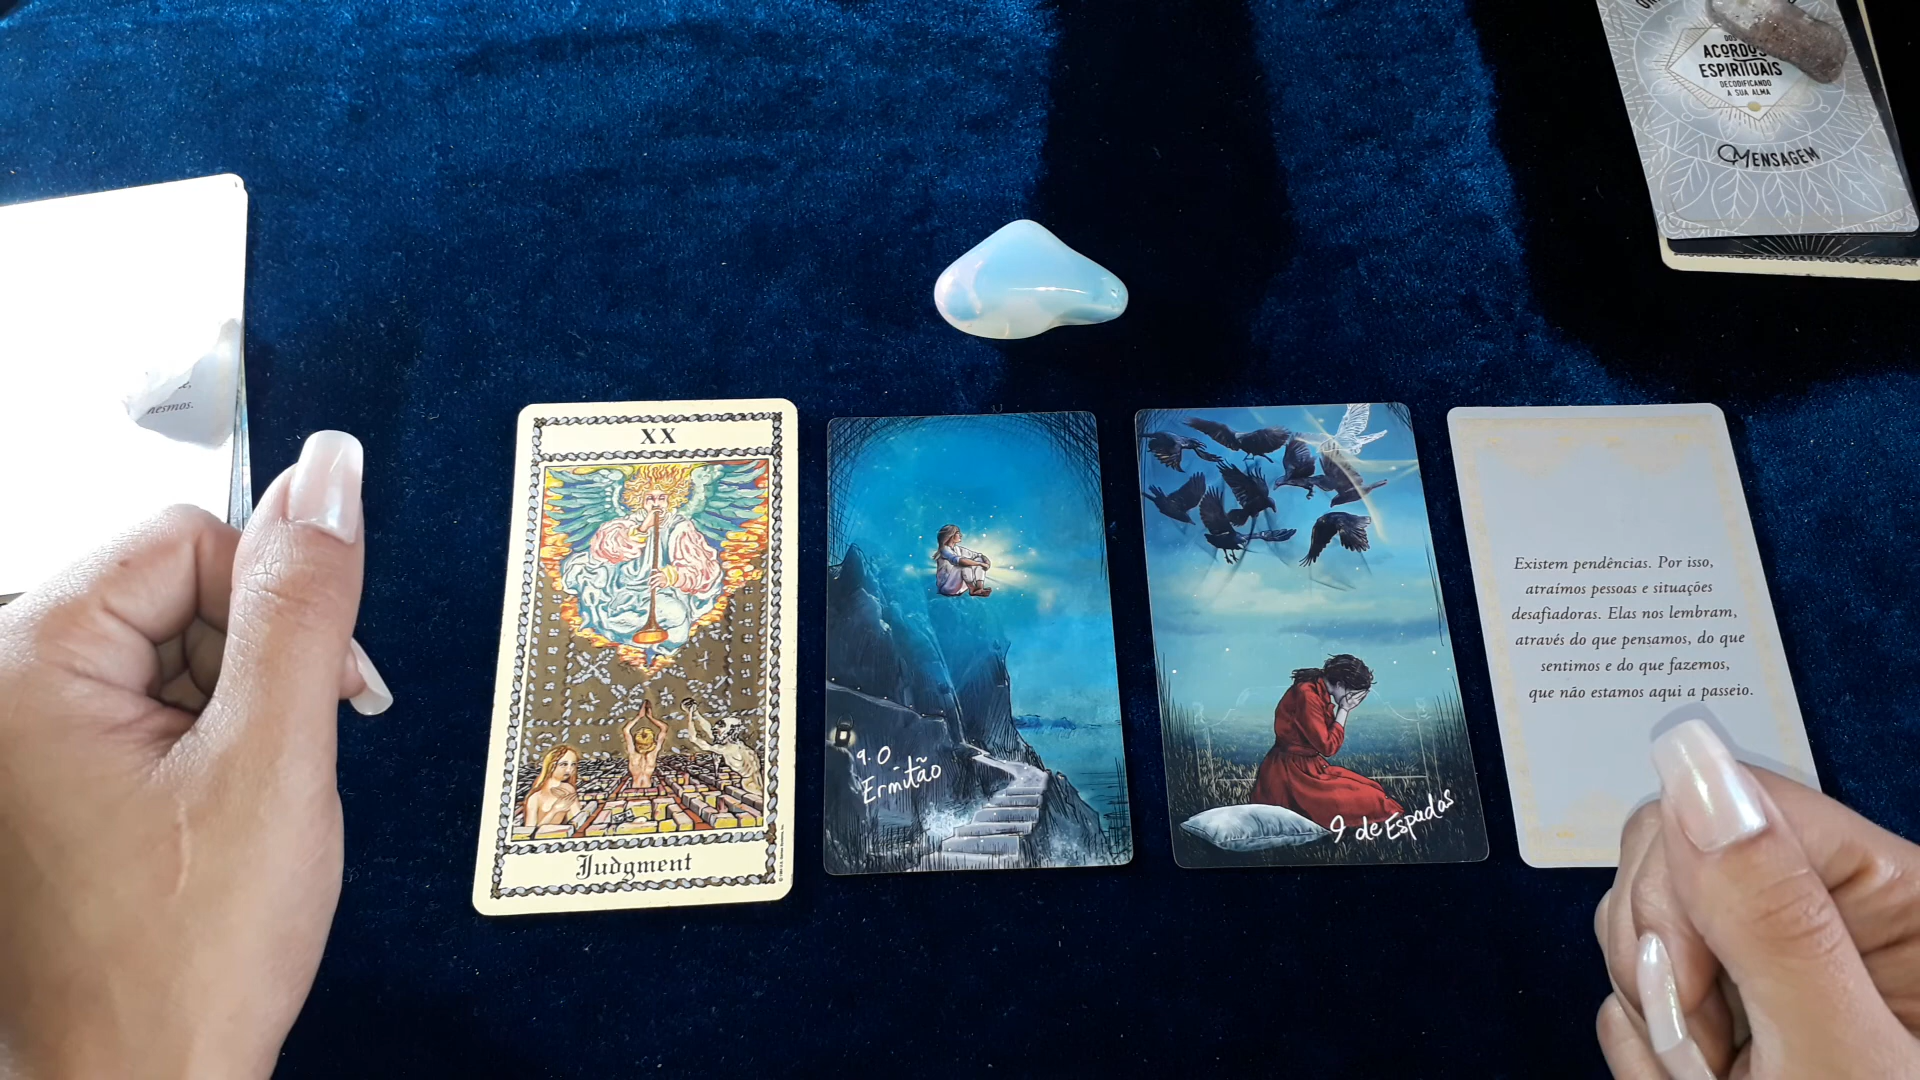 DOS
ACORDOS
ESPIRITUAIS
DECODIFICANDO
A SUA ALMA
MENSAGEM
mesmos.
XX
Judgment
9. O
Ermitão
9 de Espadas
Existem pendências. Por isso,
atraímos pessoas e situações
desafiadoras. Elas nos lembram,
através do que pensamos, do que
sentimos e do que fazemos,
que não estamos aqui a passeio.